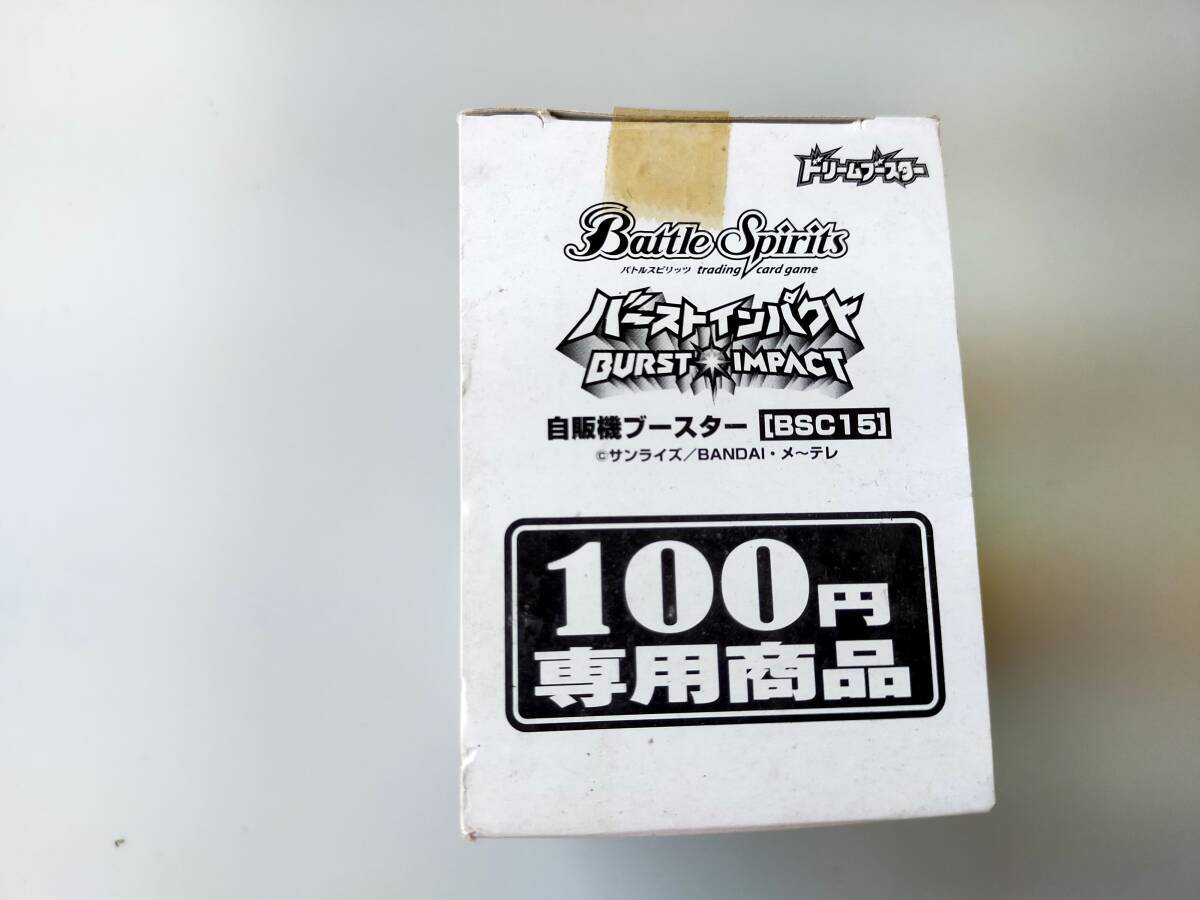 ドリームブースター
Battle Spirits
バトルスピリッツ trading card game
バーストインパクト
BURST IMPACT
自販機ブースター [BSC15]
©サンライズ/BANDAI・メ〜テレ
100円
専用商品